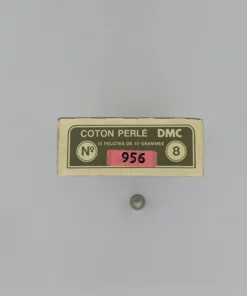 COTON PERLÉ DMC
10 PELOTES DE 10 GRAMMES
Nº 956 8